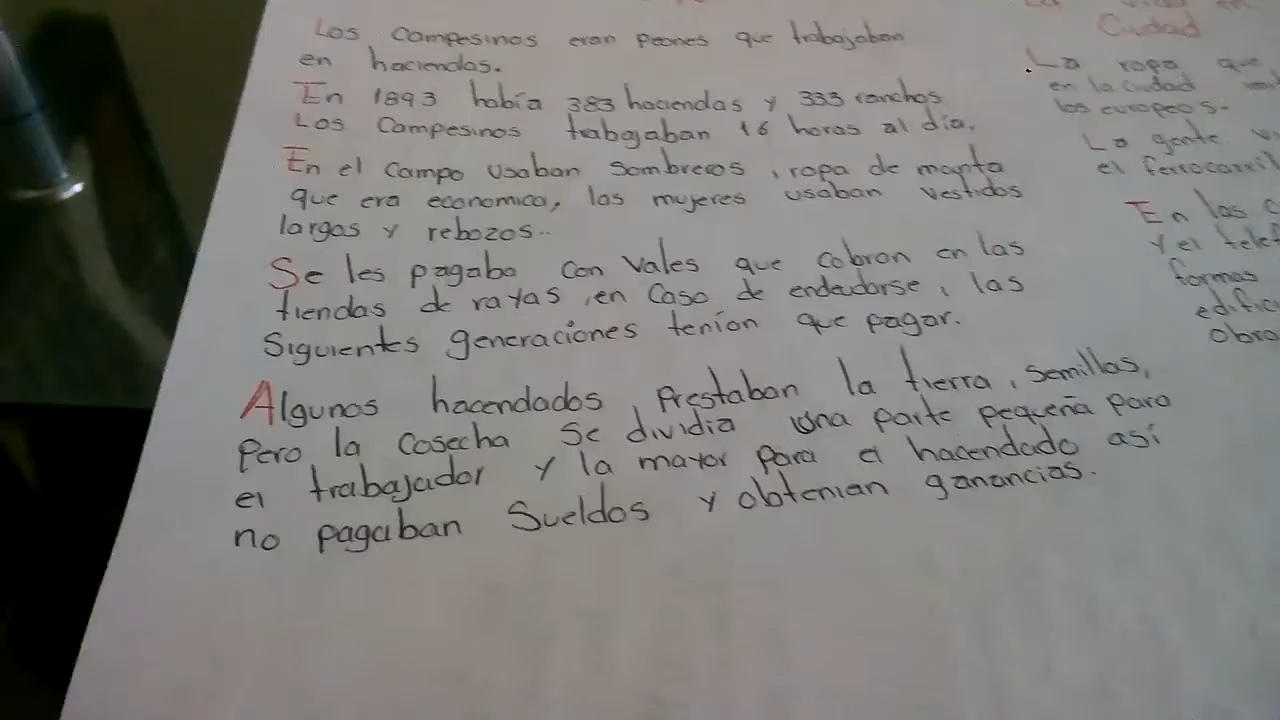 Los campesinos eran peones que trabajaban
en haciendas.
En 1893 había 383 haciendas y 333 ranchos
Los Campesinos trabajaban 16 horas al día.
En el campo usaban sombreros, ropa de manta
que era economica, las mujeres usaban vestidos
largas y rebozos..
Se les pagaba con vales que cobran en las
tiendas de rayas, en caso de endeudarse, las
Siguientes generaciones tenían que pagar.
Algunos hacendados, Prestaban la tierra, semillas,
Pero la cosecha se dividia una parte pequeña para
el trabajador y la mayor para el hacendado así
no pagaban Sueldos y obtenian ganancias.
Ciudad
La ropa que
en la ciudad
los europeos.
La gente
el ferrocarril
En las
y el
formas